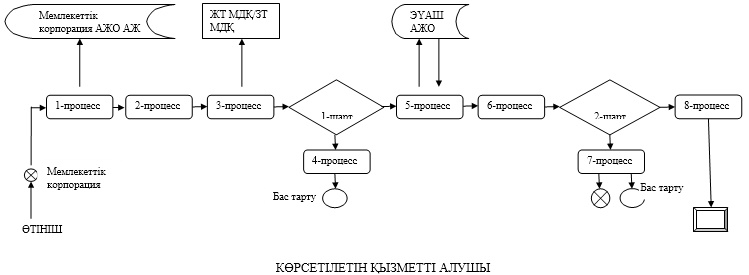 Мемлекеттік
корпорация АЖО АЖ
ЖТ МДҚ/ЗТ
МДҚ
ЭҮАШ
АЖО
1-процесс
2-процесс
3-процесс
1-шарт
5-процесс
6-процесс
2-шарт
8-процесс
4-процесс
7-процесс
Мемлекеттік
корпорация
Бас тарту
Бас тарту
ӨТІНІШ
КӨРСЕТІЛЕТІН ҚЫЗМЕТТІ АЛУШЫ